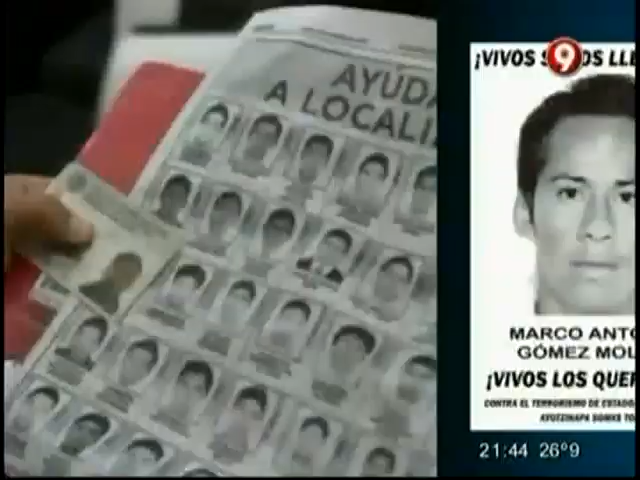 AYUDA
A LOCALI
¡VIVOS S OS LLE
9
MARCO ANTO
GÓMEZ MOL
¡VIVOS LOS QUER
CONTRA EL TERRORISMO DE ESTADO
AYOTZINAPA SOMOS TO
21:44 26º9